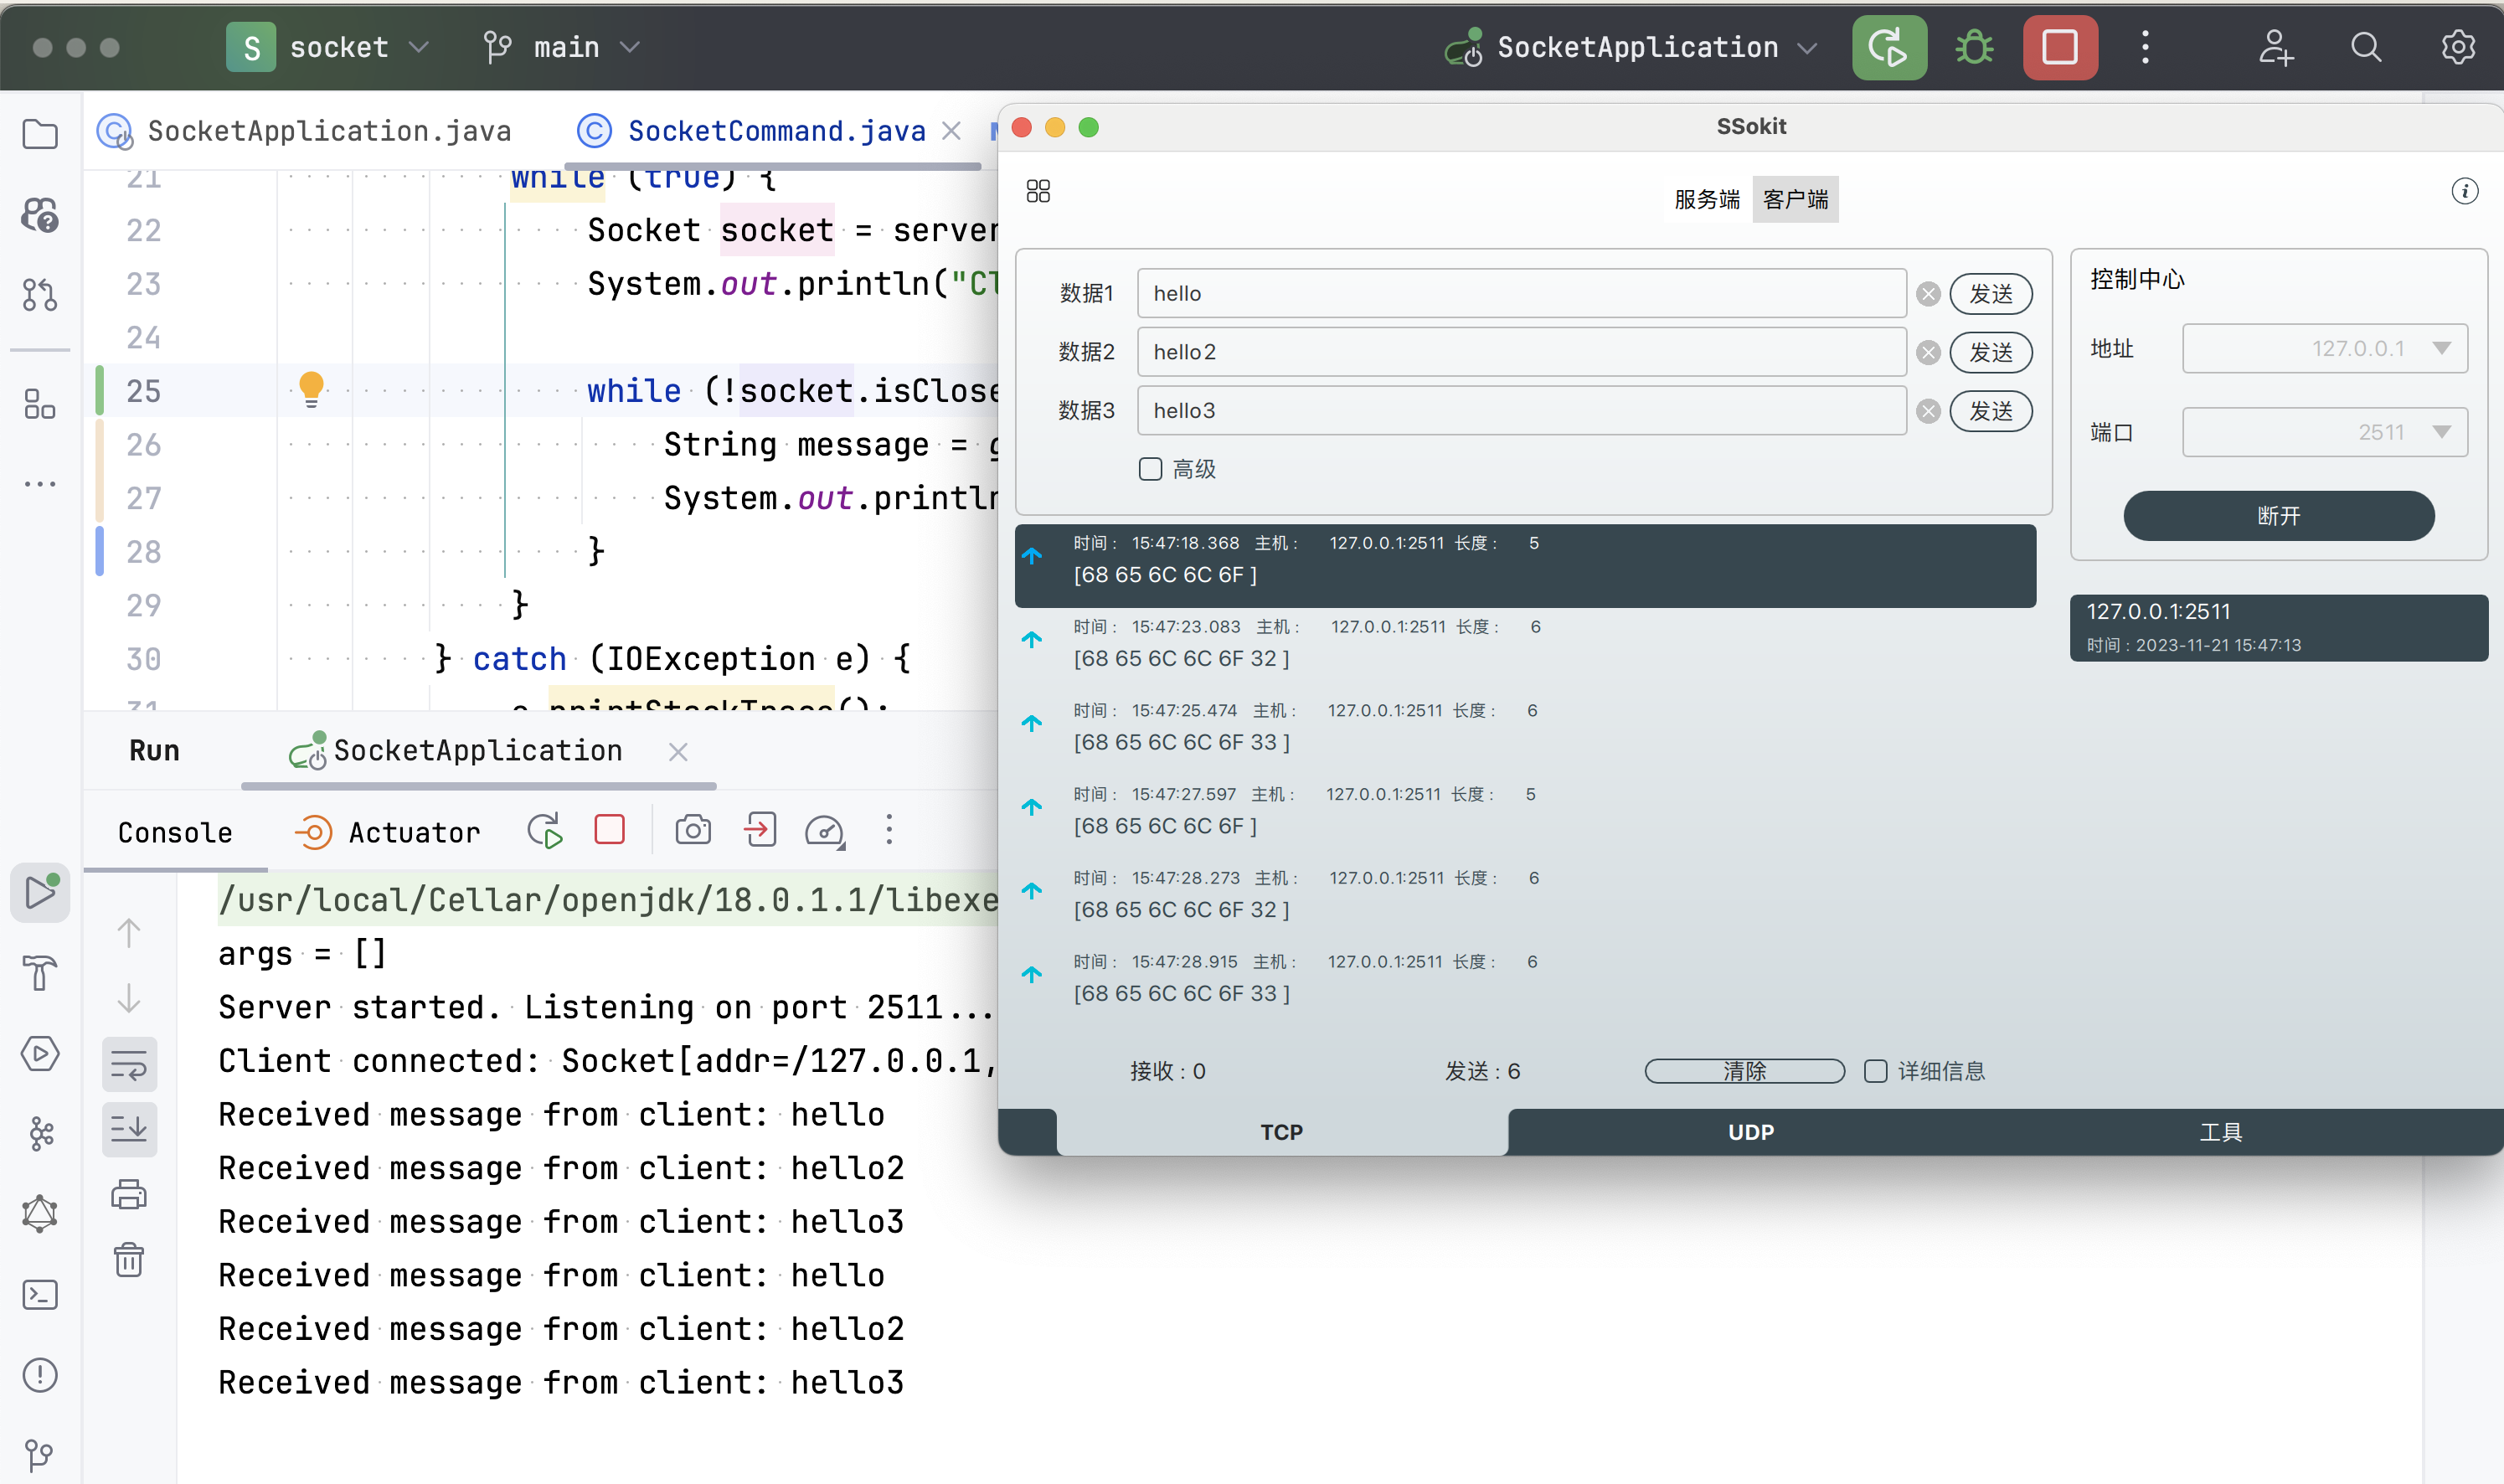 S socket main SocketApplication
SocketApplication.java SocketCommand.java
21 while (true) {
22 Socket socket = server
23 System.out.println("Cl
24
25 while (!socket.isClose
26 String message = g
27 System.out.println
28 }
29 }
30 } catch (IOException e) {
31 e.printStackTrace();
Run SocketApplication
Console Actuator
/usr/local/Cellar/openjdk/18.0.1.1/libexe
args = []
Server started. Listening on port 2511...
Client connected: Socket[addr=/127.0.0.1,
Received message from client: hello
Received message from client: hello2
Received message from client: hello3
Received message from client: hello
Received message from client: hello2
Received message from client: hello3
SSokit
服务端 客户端
数据1 hello 发送
数据2 hello2 发送
数据3 hello3 发送
高级
控制中心
地址 127.0.0.1
端口 2511
断开
127.0.0.1:2511
时间 : 2023-11-21 15:47:13
时间 : 15:47:18.368 主机 : 127.0.0.1:2511 长度 : 5
[68 65 6C 6C 6F ]
时间 : 15:47:23.083 主机 : 127.0.0.1:2511 长度 : 6
[68 65 6C 6C 6F 32 ]
时间 : 15:47:25.474 主机 : 127.0.0.1:2511 长度 : 6
[68 65 6C 6C 6F 33 ]
时间 : 15:47:27.597 主机 : 127.0.0.1:2511 长度 : 5
[68 65 6C 6C 6F ]
时间 : 15:47:28.273 主机 : 127.0.0.1:2511 长度 : 6
[68 65 6C 6C 6F 32 ]
时间 : 15:47:28.915 主机 : 127.0.0.1:2511 长度 : 6
[68 65 6C 6C 6F 33 ]
接收 : 0 发送 : 6 清除 详细信息
TCP UDP 工具